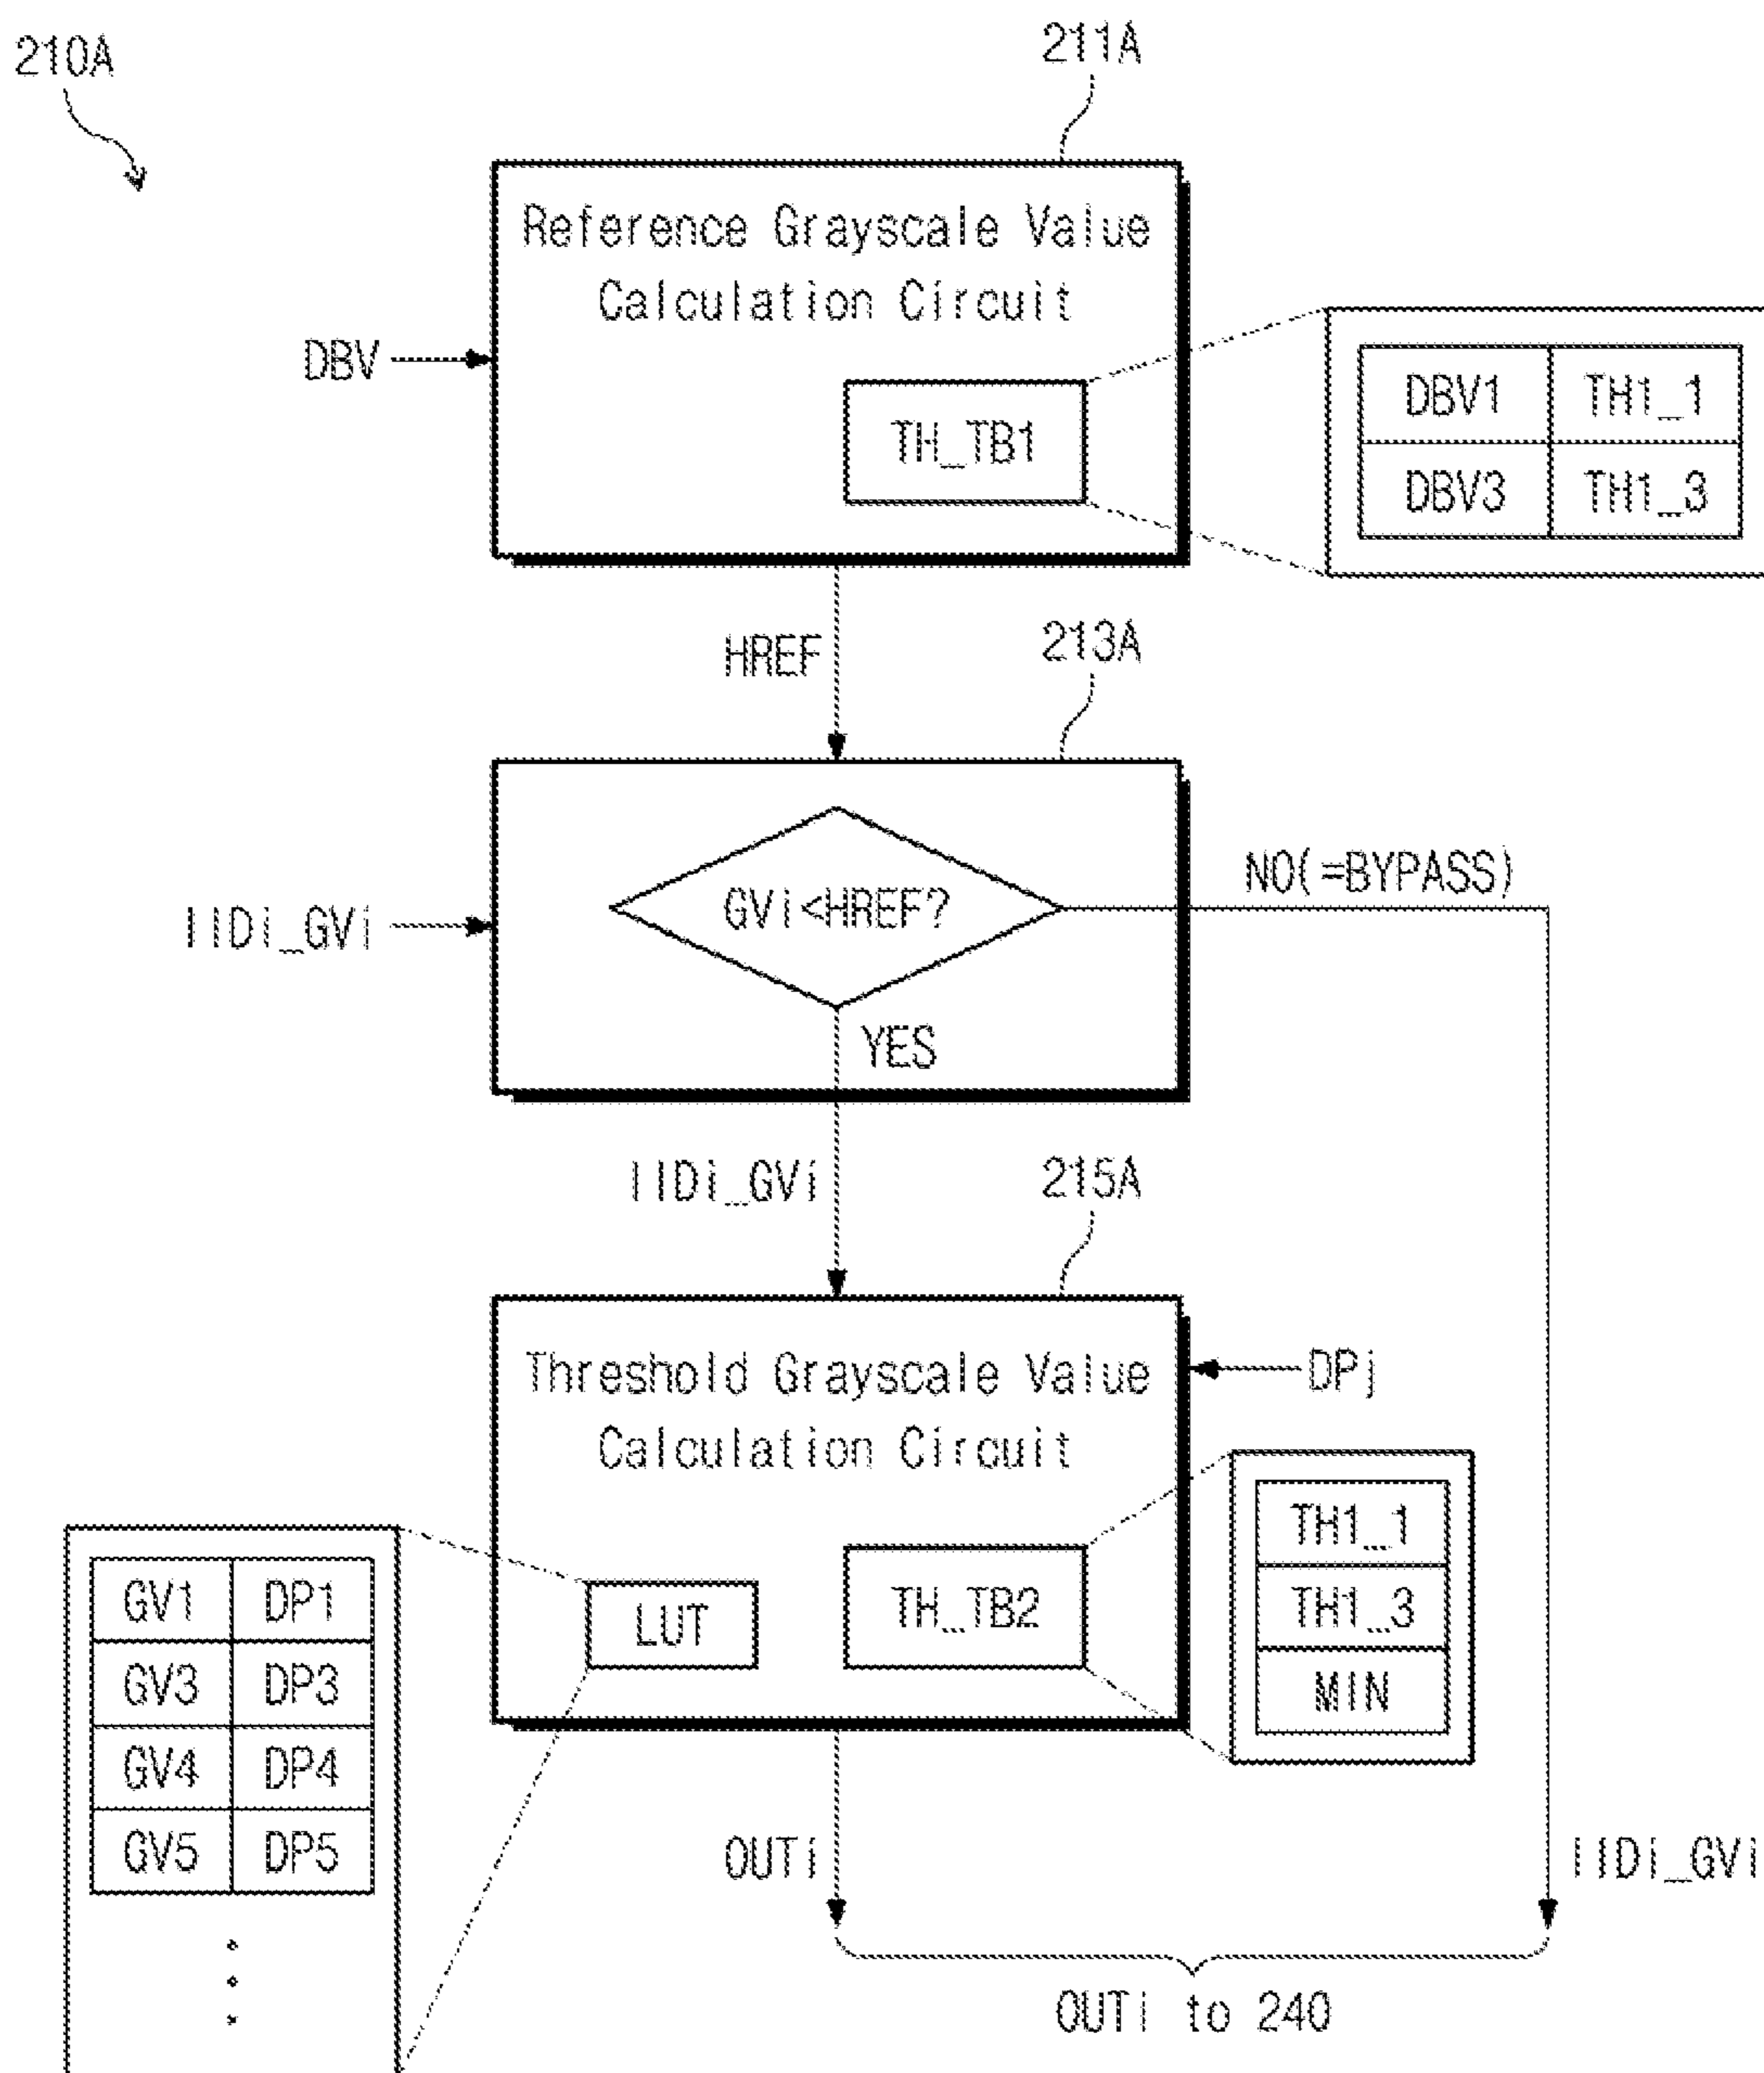 210A
211A
Reference Grayscale Value
Calculation Circuit
DBV
TH_TB1
DBV1 TH1_1
DBV3 TH1_3
HREF
213A
IIDi_GVi
GVi<HREF?
NO(=BYPASS)
YES
IIDi_GVi
215A
Threshold Grayscale Value
Calculation Circuit
DPj
LUT
TH_TB2
TH1_1
TH1_3
MIN
GV1 DP1
GV3 DP3
GV4 DP4
GV5 DP5
OUTi
IIDi_GVi
OUTi to 240